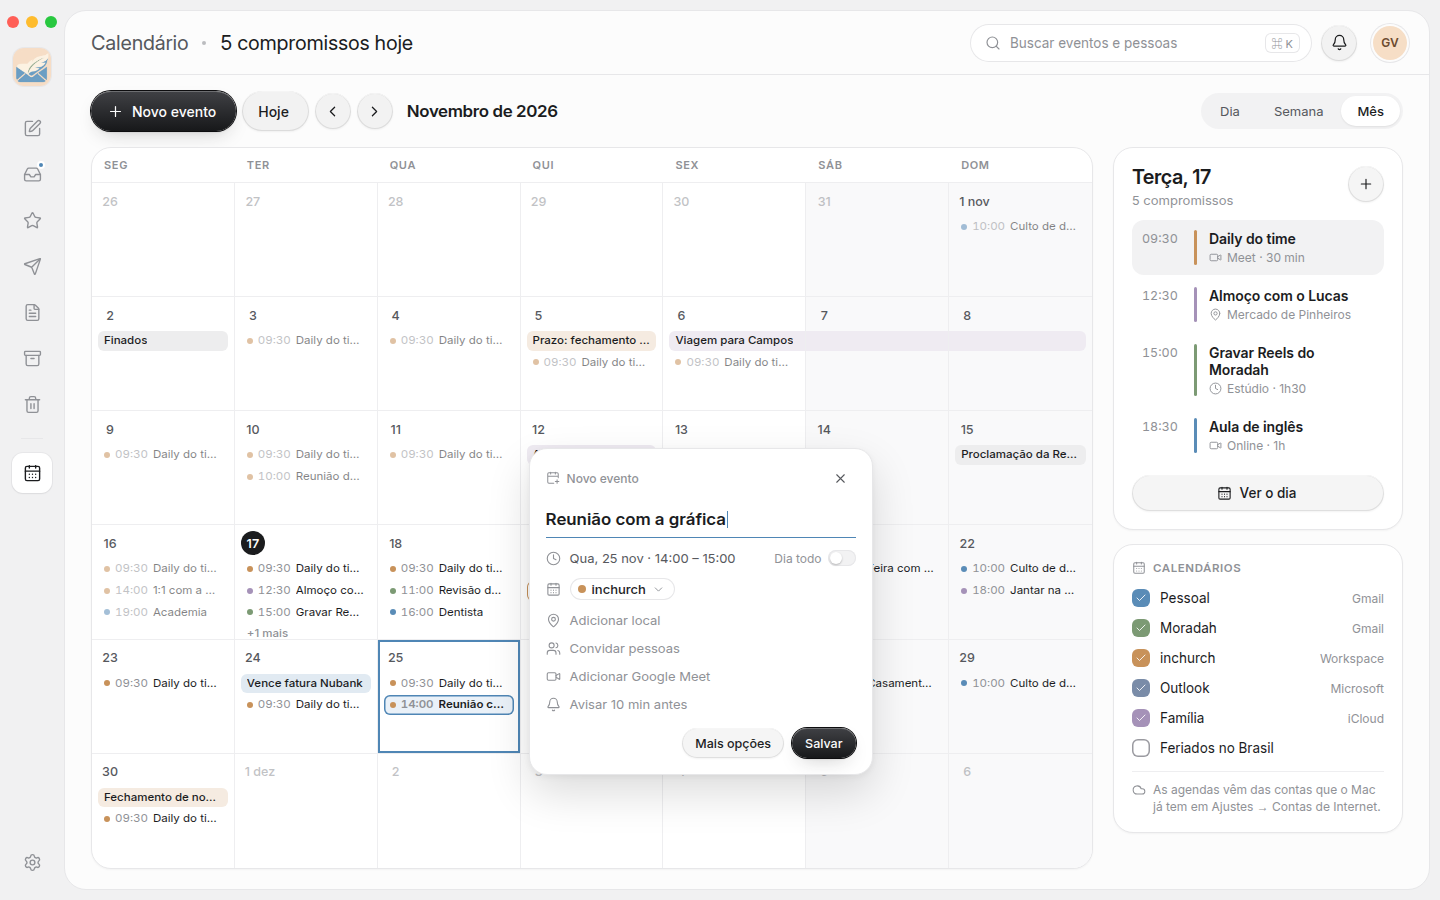 Calendário · 5 compromissos hoje
Buscar eventos e pessoas
⌘ K
GV
+ Novo evento
Hoje
Novembro de 2026
Dia
Semana
Mês
SEG TER QUA QUI SEX SÁB DOM
26 27 28 29 30 31 1 nov
10:00 Culto de d...
2 3 4 5 6 7 8
Finados
09:30 Daily do ti...
09:30 Daily do ti...
Prazo: fechamento ...
Viagem para Campos
09:30 Daily do ti...
09:30 Daily do ti...
9 10 11 12 13 14 15
09:30 Daily do ti...
09:30 Daily do ti...
09:30 Daily do ti...
Proclamação da Re...
10:00 Reunião d...
16 17 18 22
09:30 Daily do ti...
09:30 Daily do ti...
09:30 Daily do ti...
eira com ...
10:00 Culto de d...
14:00 1:1 com a ...
12:30 Almoço co...
11:00 Revisão d...
18:00 Jantar na ...
19:00 Academia
15:00 Gravar Re...
16:00 Dentista
+1 mais
23 24 25 29
09:30 Daily do ti...
Vence fatura Nubank
09:30 Daily do ti...
Casament...
10:00 Culto de d...
09:30 Daily do ti...
14:00 Reunião c...
30 1 dez 2 6
Fechamento de no...
09:30 Daily do ti...
Novo evento
Reunião com a gráfica
Qua, 25 nov · 14:00 – 15:00
Dia todo
inchurch
Adicionar local
Convidar pessoas
Adicionar Google Meet
Avisar 10 min antes
Mais opções
Salvar
Terça, 17
5 compromissos
09:30 Daily do time
Meet · 30 min
12:30 Almoço com o Lucas
Mercado de Pinheiros
15:00 Gravar Reels do
Moradah
Estúdio · 1h30
18:30 Aula de inglês
Online · 1h
Ver o dia
CALENDÁRIOS
Pessoal Gmail
Moradah Gmail
inchurch Workspace
Outlook Microsoft
Família iCloud
Feriados no Brasil
As agendas vêm das contas que o Mac
já tem em Ajustes → Contas de Internet.